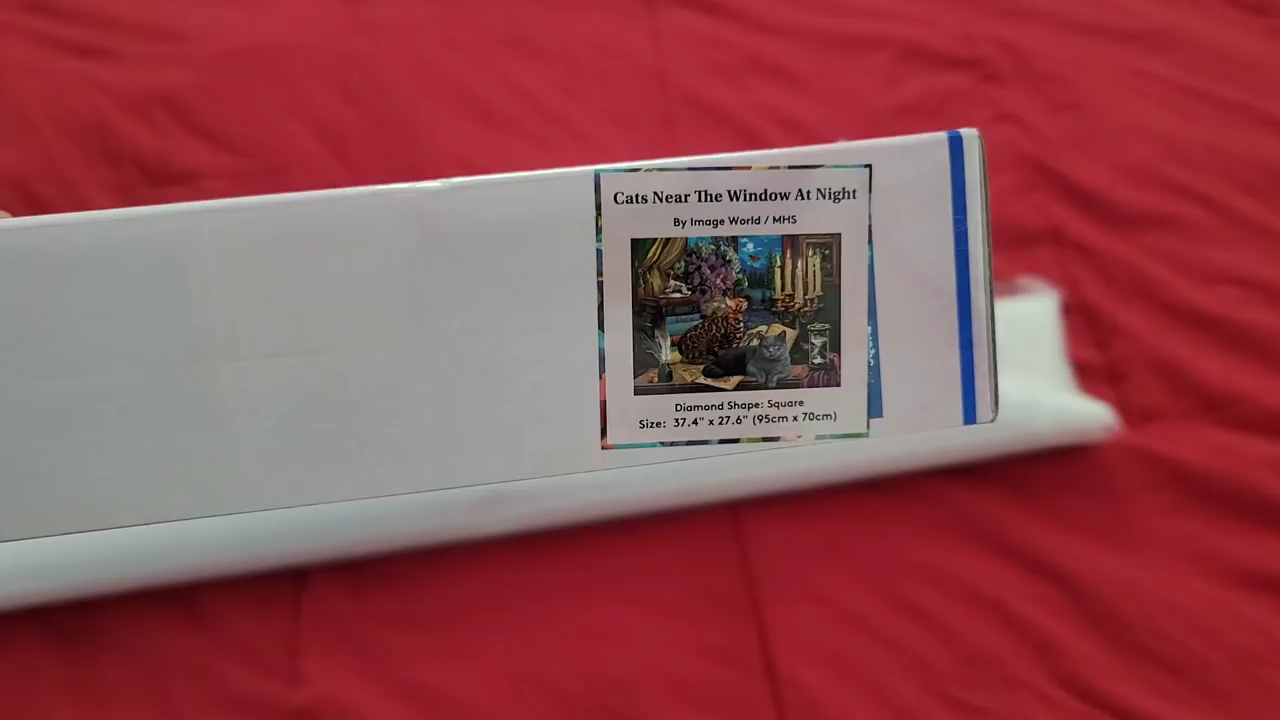 Cats Near The Window At Night
By Image World / MHS
Diamond Shape: Square
Size: 37.4" x 27.6" (95cm x 70cm)